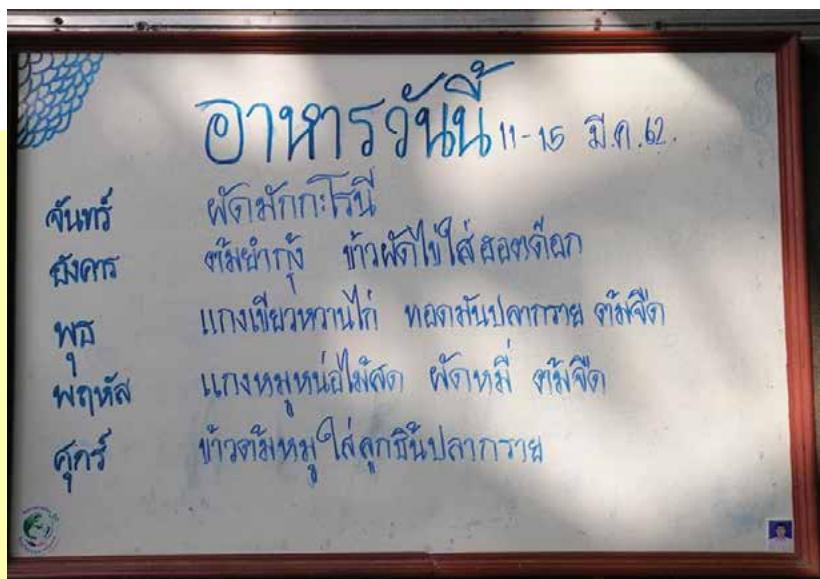 อาหารวันนี้ 11-15 มี.ค.62.
จันทร์ ผัดมักกะโรนี
อังคาร ต้มยำกุ้ง ข้าวผัดไข่ใส่ฮอตด็อก
พุธ แกงเขียวหวานไก่ ทอดมันปลากราย ต้มจืด
พฤหัส แกงหมูหน่อไม้สด ผัดหมี่ ต้มจืด
ศุกร์ ข้าวต้มหมูใส่ลูกชิ้นปลากราย